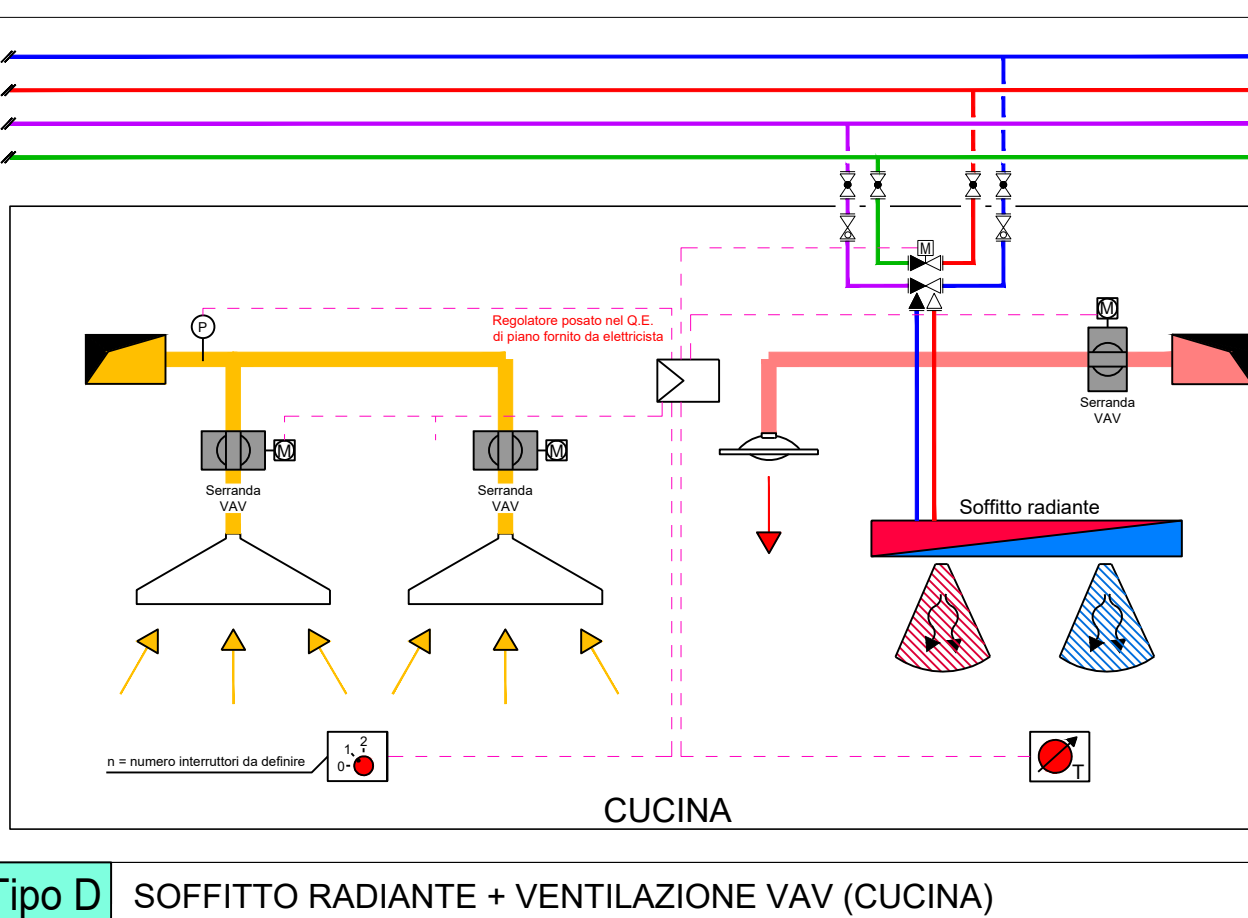 M
Regolatore posato nel Q.E.
di piano fornito da elettricista
P
M
Serranda
VAV
M
M
Serranda
VAV
Serranda
VAV
Soffitto radiante
n = numero interruttori da definire
0-
1
2
T
CUCINA
Tipo D
SOFFITTO RADIANTE + VENTILAZIONE VAV (CUCINA)